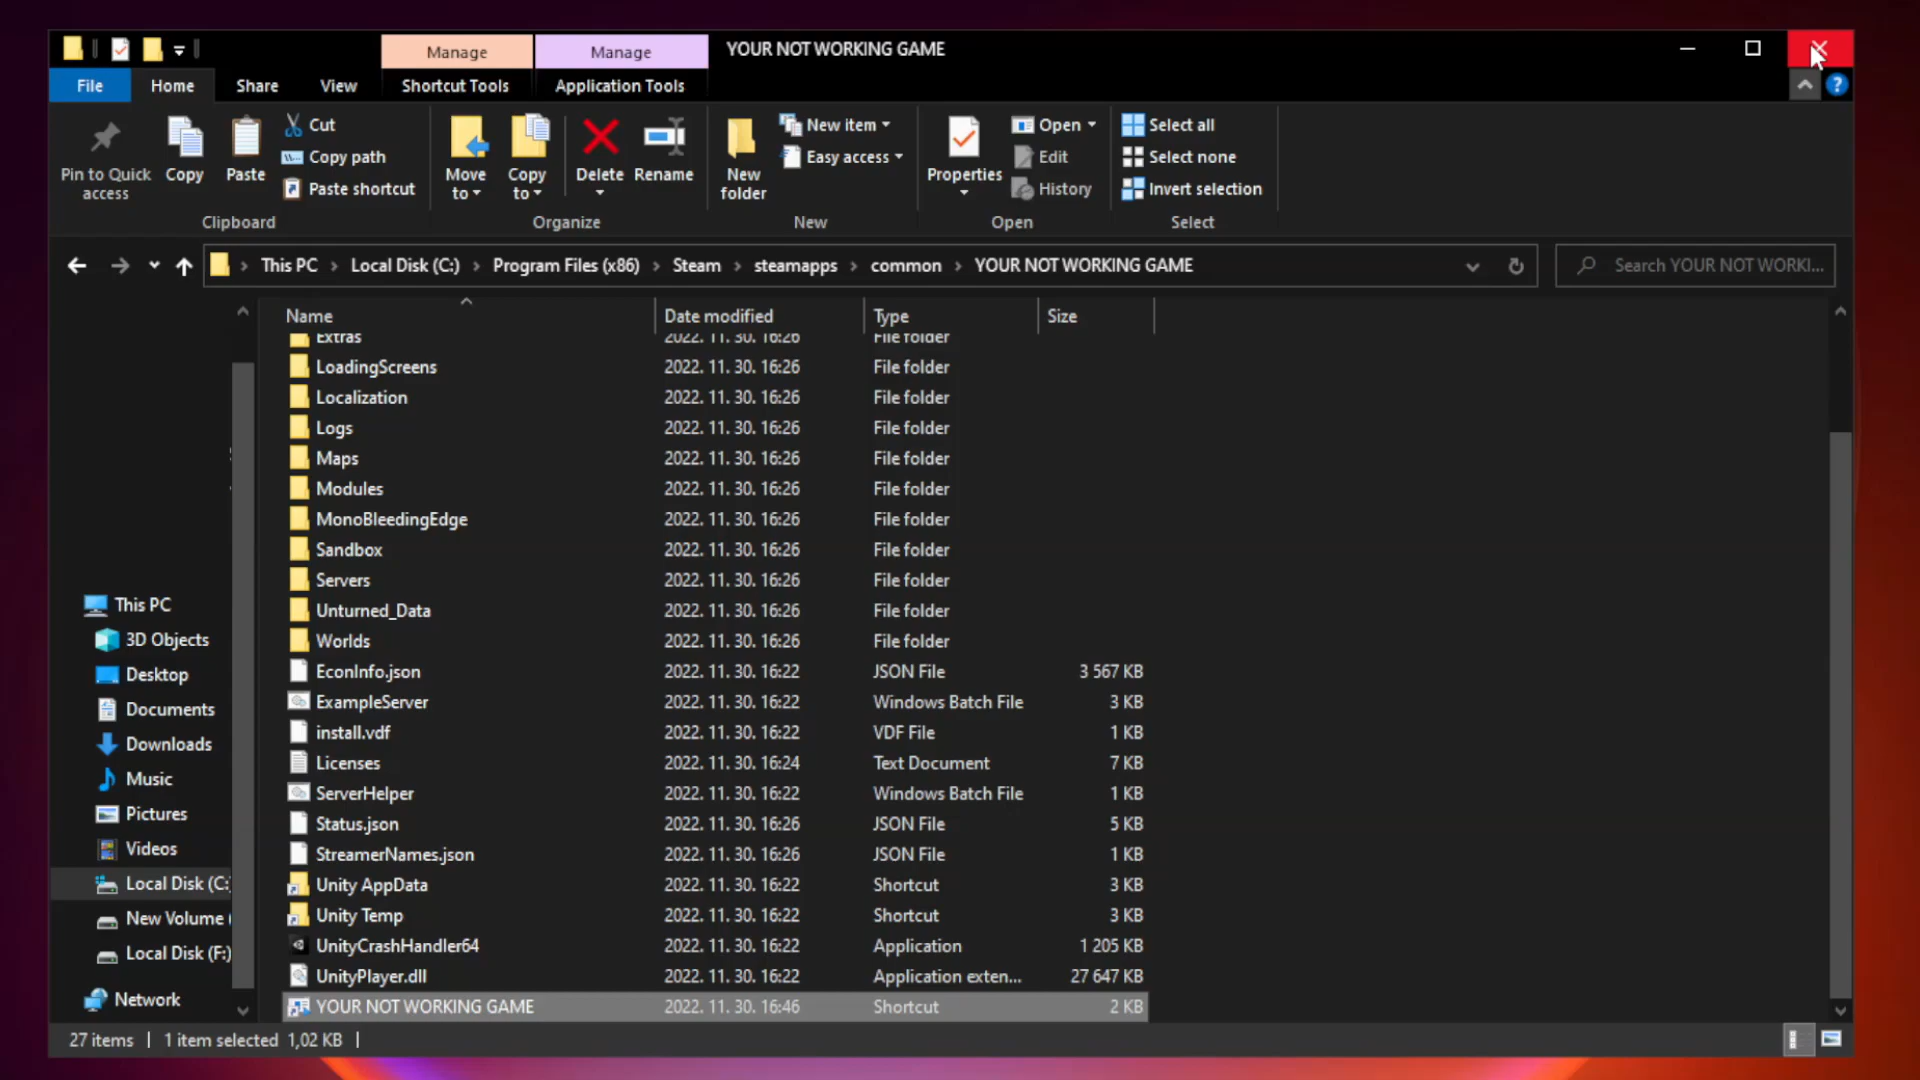 Manage
Manage
YOUR NOT WORKING GAME
File
Home
Share
View
Shortcut Tools
Application Tools
?
Pin to Quick access
Copy
Paste
Cut
Copy path
Paste shortcut
Clipboard
Move to
Copy to
Delete
Rename
Organize
New folder
New item
Easy access
New
Properties
Open
Edit
History
Open
Select all
Select none
Invert selection
Select
This PC > Local Disk (C:) > Program Files (x86) > Steam > steamapps > common > YOUR NOT WORKING GAME
Search YOUR NOT WORKI...
Name Date modified Type Size
Extras 2022. 11. 30. 16:26 File folder
LoadingScreens 2022. 11. 30. 16:26 File folder
Localization 2022. 11. 30. 16:26 File folder
Logs 2022. 11. 30. 16:26 File folder
Maps 2022. 11. 30. 16:26 File folder
Modules 2022. 11. 30. 16:26 File folder
MonoBleedingEdge 2022. 11. 30. 16:26 File folder
Sandbox 2022. 11. 30. 16:26 File folder
Servers 2022. 11. 30. 16:26 File folder
Unturned_Data 2022. 11. 30. 16:26 File folder
Worlds 2022. 11. 30. 16:26 File folder
EconInfo.json 2022. 11. 30. 16:22 JSON File 3 567 KB
ExampleServer 2022. 11. 30. 16:22 Windows Batch File 3 KB
install.vdf 2022. 11. 30. 16:22 VDF File 1 KB
Licenses 2022. 11. 30. 16:24 Text Document 7 KB
ServerHelper 2022. 11. 30. 16:22 Windows Batch File 1 KB
Status.json 2022. 11. 30. 16:26 JSON File 5 KB
StreamerNames.json 2022. 11. 30. 16:26 JSON File 1 KB
Unity AppData 2022. 11. 30. 16:22 Shortcut 3 KB
Unity Temp 2022. 11. 30. 16:22 Shortcut 3 KB
UnityCrashHandler64 2022. 11. 30. 16:22 Application 1 205 KB
UnityPlayer.dll 2022. 11. 30. 16:22 Application exten... 27 647 KB
YOUR NOT WORKING GAME 2022. 11. 30. 16:46 Shortcut 2 KB
This PC
3D Objects
Desktop
Documents
Downloads
Music
Pictures
Videos
Local Disk (C:)
New Volume (
Local Disk (F:)
Network
27 items | 1 item selected 1,02 KB |